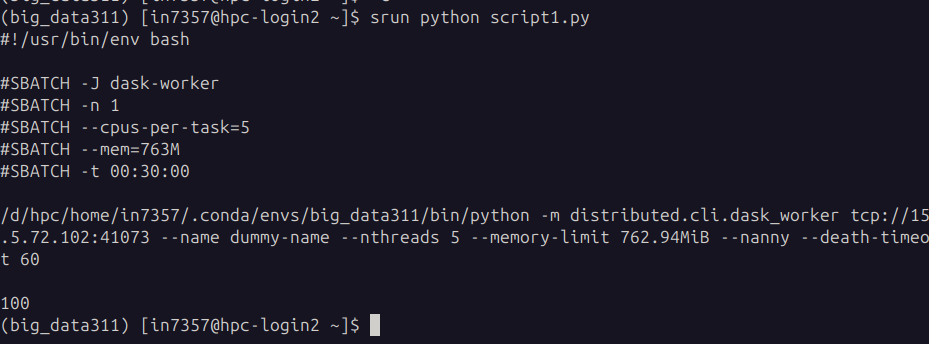 (big_data311) [in7357@hpc-login2 ~]$ srun python script1.py
#!/usr/bin/env bash
#SBATCH -J dask-worker
#SBATCH -n 1
#SBATCH --cpus-per-task=5
#SBATCH --mem=763M
#SBATCH -t 00:30:00
/d/hpc/home/in7357/.conda/envs/big_data311/bin/python -m distributed.cli.dask_worker tcp://15
.5.72.102:41073 --name dummy-name --nthreads 5 --memory-limit 762.94MiB --nanny --death-timeo
t 60
100
(big_data311) [in7357@hpc-login2 ~]$